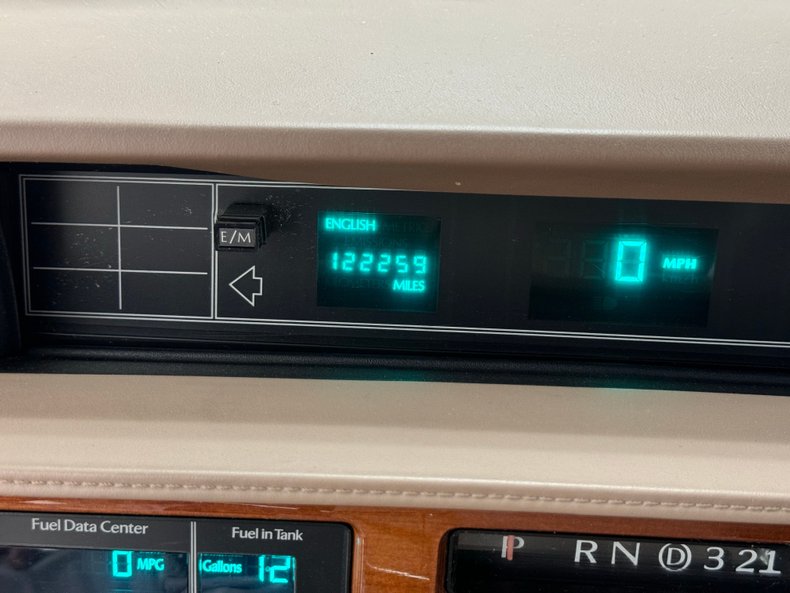 ENGLISH
E/M
122259
MILES
0 MPH
Fuel Data Center
Fuel in Tank
0 MPG
Gallons 12
P R N D 3 2 1